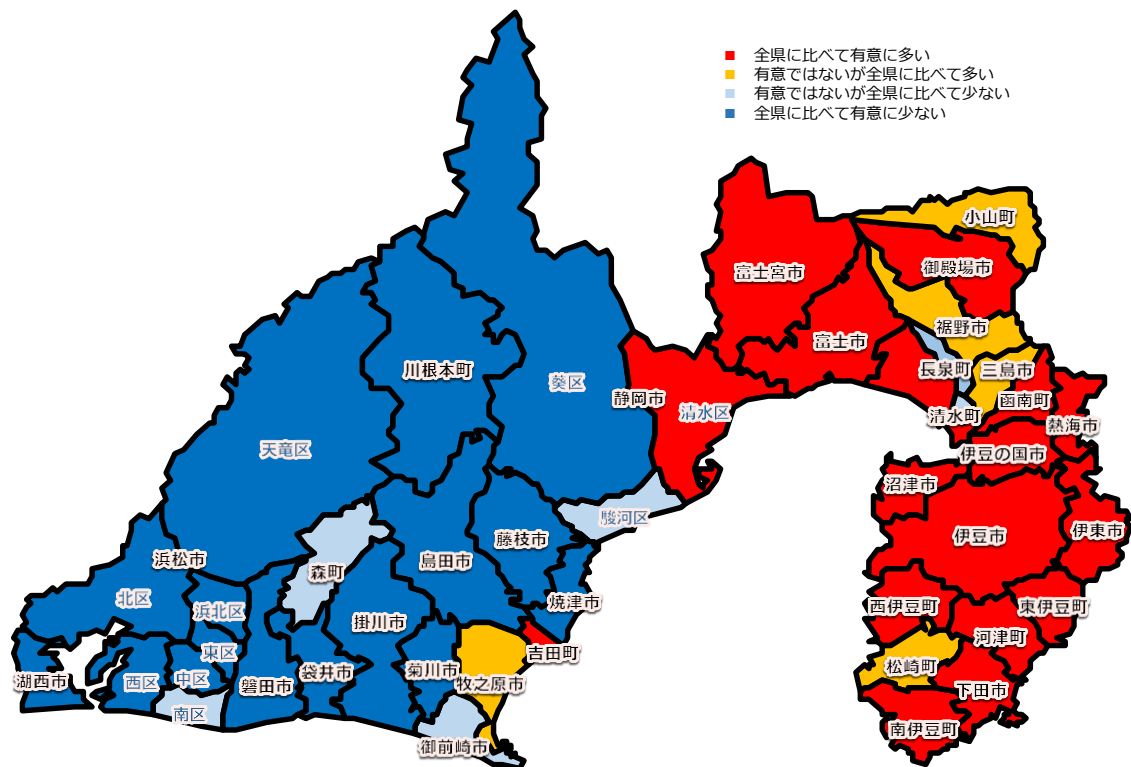 全県に比べて有意に多い
有意ではないが全県に比べて多い
有意ではないが全県に比べて少ない
全県に比べて有意に少ない
小山町
富士宮市
御殿場市
裾野市
富士市
川根本町
長泉町
三島市
葵区
静岡市
函南町
清水区
清水町
熱海市
天竜区
伊豆の国市
沼津市
駿河区
伊東市
藤枝市
伊豆市
浜松市
島田市
森町
北区
焼津市
西伊豆町
東伊豆町
浜北区
掛川市
河津町
東区
吉田町
松崎町
袋井市
菊川市
湖西市
西区
中区
磐田市
牧之原市
下田市
南区
南伊豆町
御前崎市